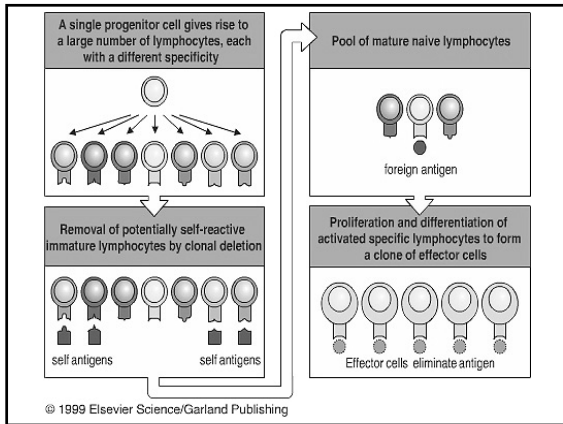 A single progenitor cell gives rise to
a large number of lymphocytes, each
with a different specificity
Removal of potentially self-reactive
immature lymphocytes by clonal deletion
self antigens
self antigens
Pool of mature naive lymphocytes
foreign antigen
Proliferation and differentiation of
activated specific lymphocytes to form
a clone of effector cells
Effector cells eliminate antigen
© 1999 Elsevier Science/Garland Publishing